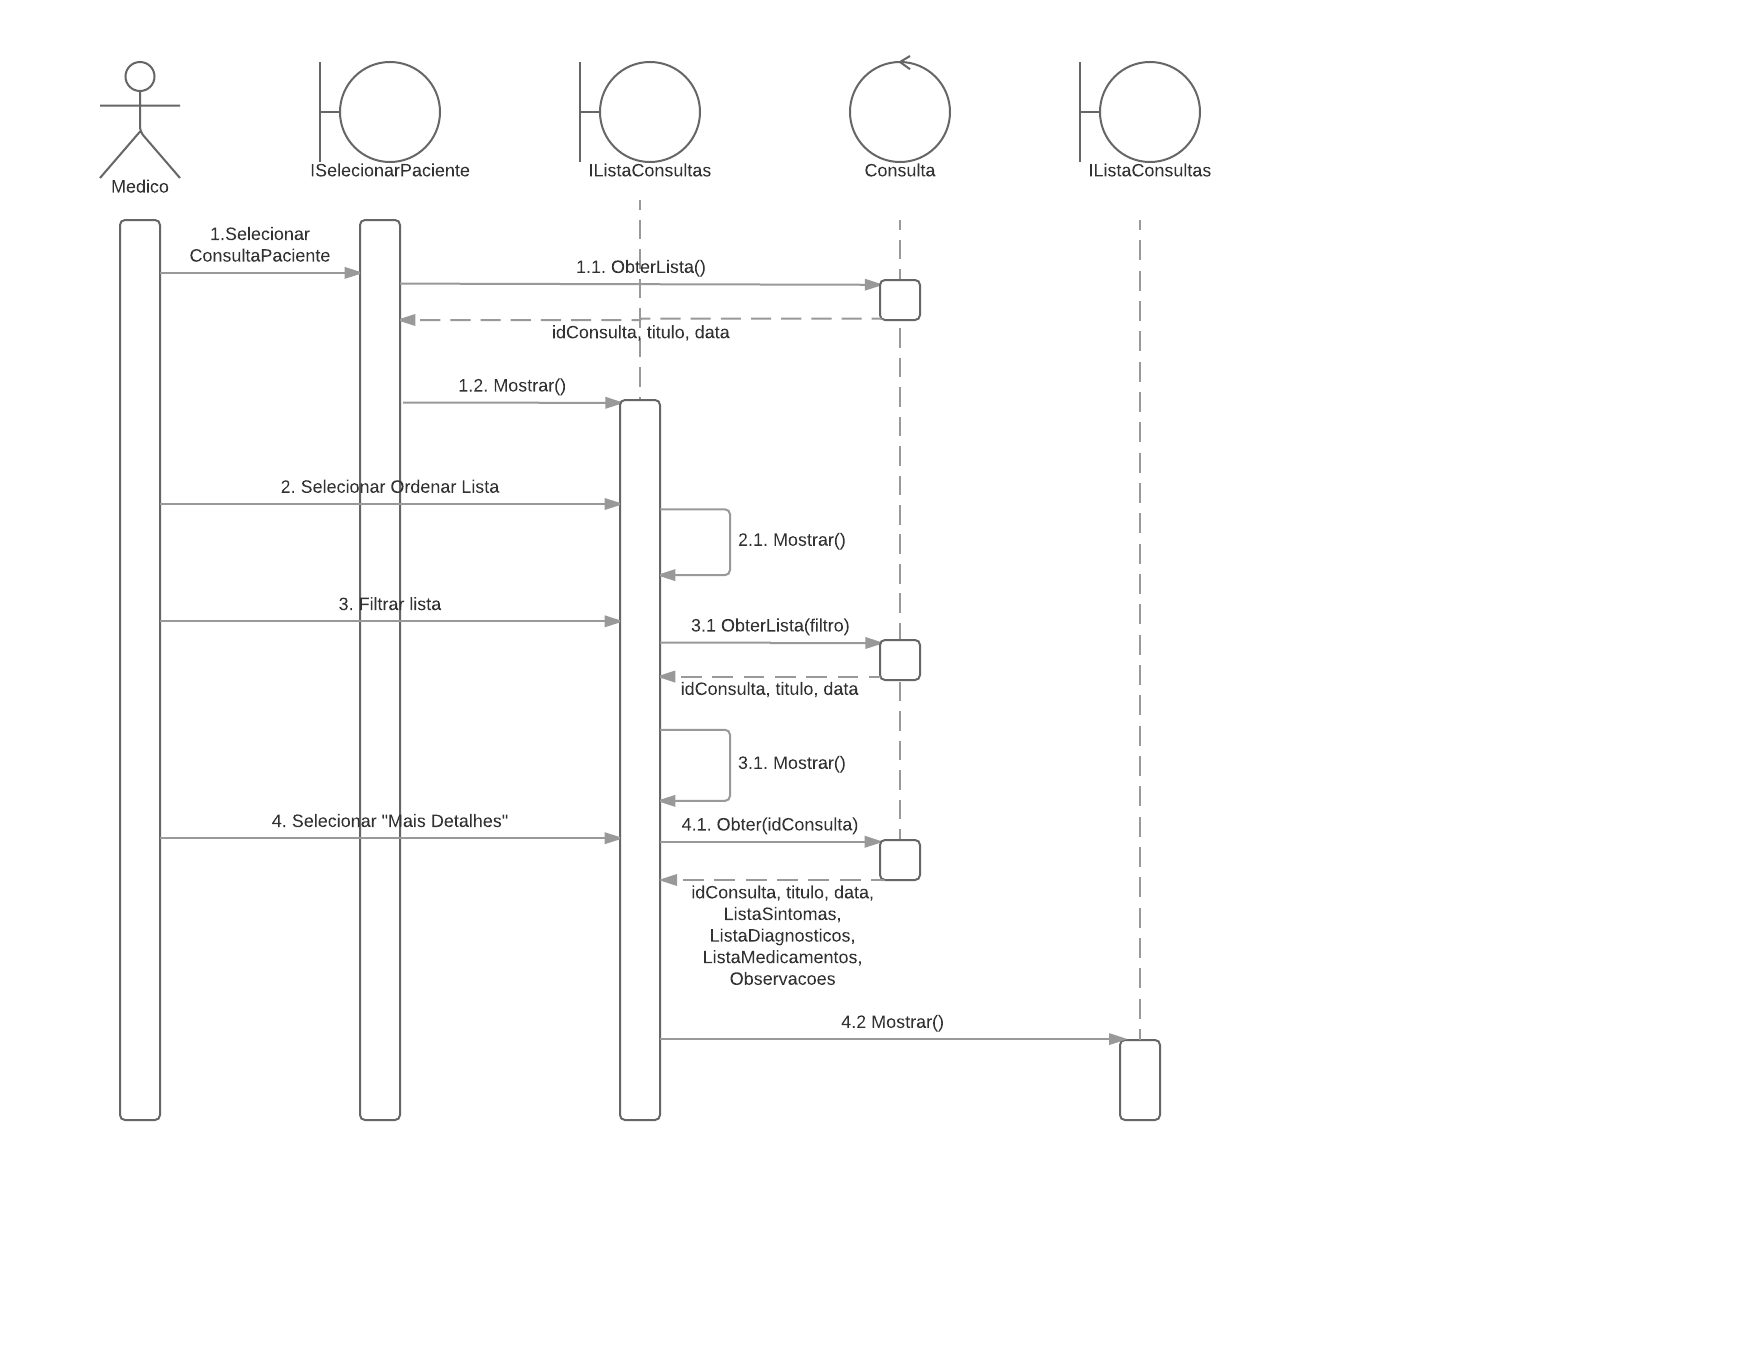 Medico
ISelecionarPaciente
IListaConsultas
Consulta
IListaConsultas
1.Selecionar
ConsultaPaciente
1.1. ObterLista()
idConsulta, titulo, data
1.2. Mostrar()
2. Selecionar Ordenar Lista
2.1. Mostrar()
3. Filtrar lista
3.1 ObterLista(filtro)
idConsulta, titulo, data
3.1. Mostrar()
4. Selecionar "Mais Detalhes"
4.1. Obter(idConsulta)
idConsulta, titulo, data,
ListaSintomas,
ListaDiagnosticos,
ListaMedicamentos,
Observacoes
4.2 Mostrar()